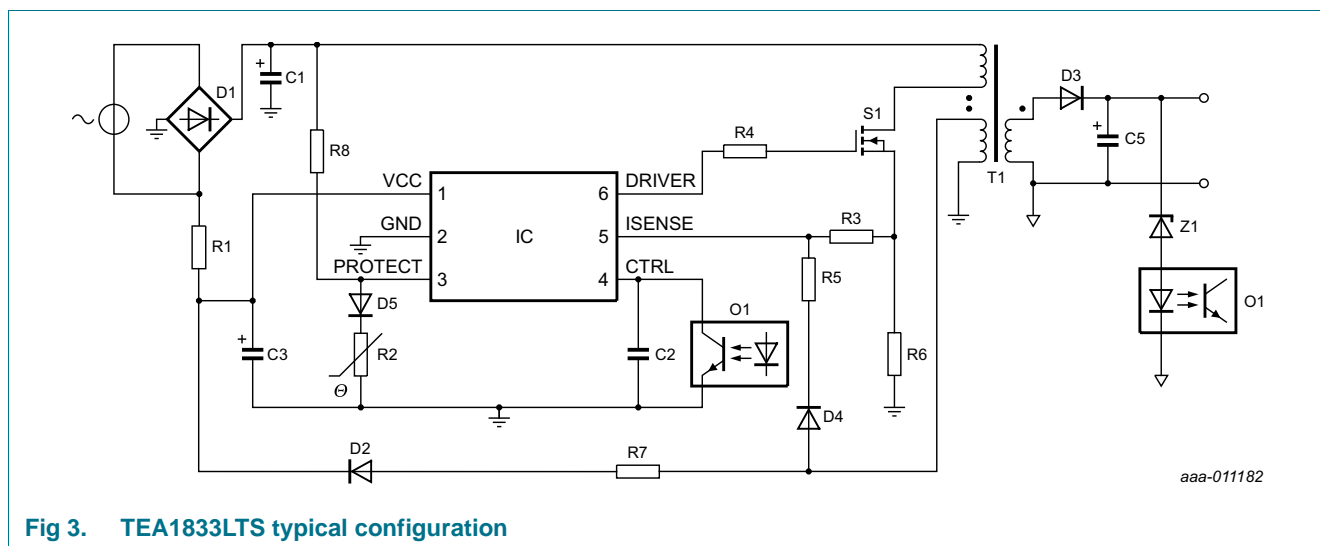 D1
+
C1
R8
R1
VCC
1
GND
2
PROTECT
3
IC
6
DRIVER
5
ISENSE
4
CTRL
R4
S1
R3
R5
R6
T1
D3
+
C5
Z1
O1
D5
R2
Θ
+
C3
C2
O1
D4
D2
R7
aaa-011182
Fig 3. TEA1833LTS typical configuration